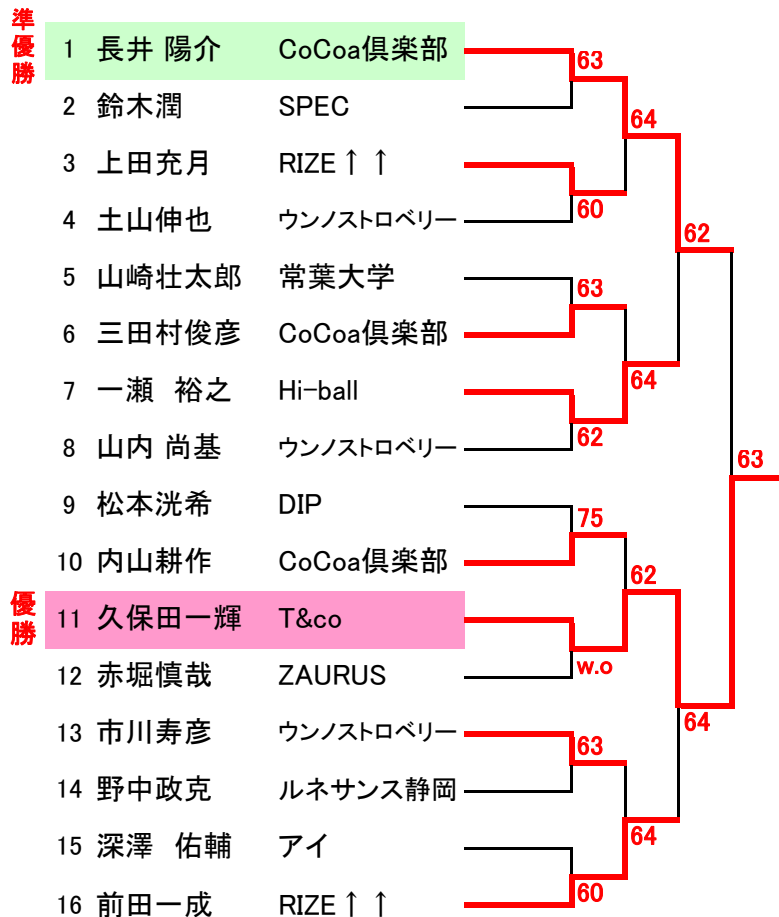 準優勝
1 長井 陽介 CoCoa倶楽部
63
2 鈴木潤 SPEC
64
3 上田充月 RIZE↑ ↑
60
4 土山伸也 ウンノストロベリー
62
5 山崎壮太郎 常葉大学
63
6 三田村俊彦 CoCoa倶楽部
64
7 一瀬 裕之 Hi-ball
62
8 山内 尚基 ウンノストロベリー
63
9 松本洸希 DIP
75
10 内山耕作 CoCoa倶楽部
62
優勝
11 久保田一輝 T&co
w.o
12 赤堀慎哉 ZAURUS
64
13 市川寿彦 ウンノストロベリー
63
14 野中政克 ルネサンス静岡
64
15 深澤 佑輔 アイ
60
16 前田一成 RIZE↑ ↑